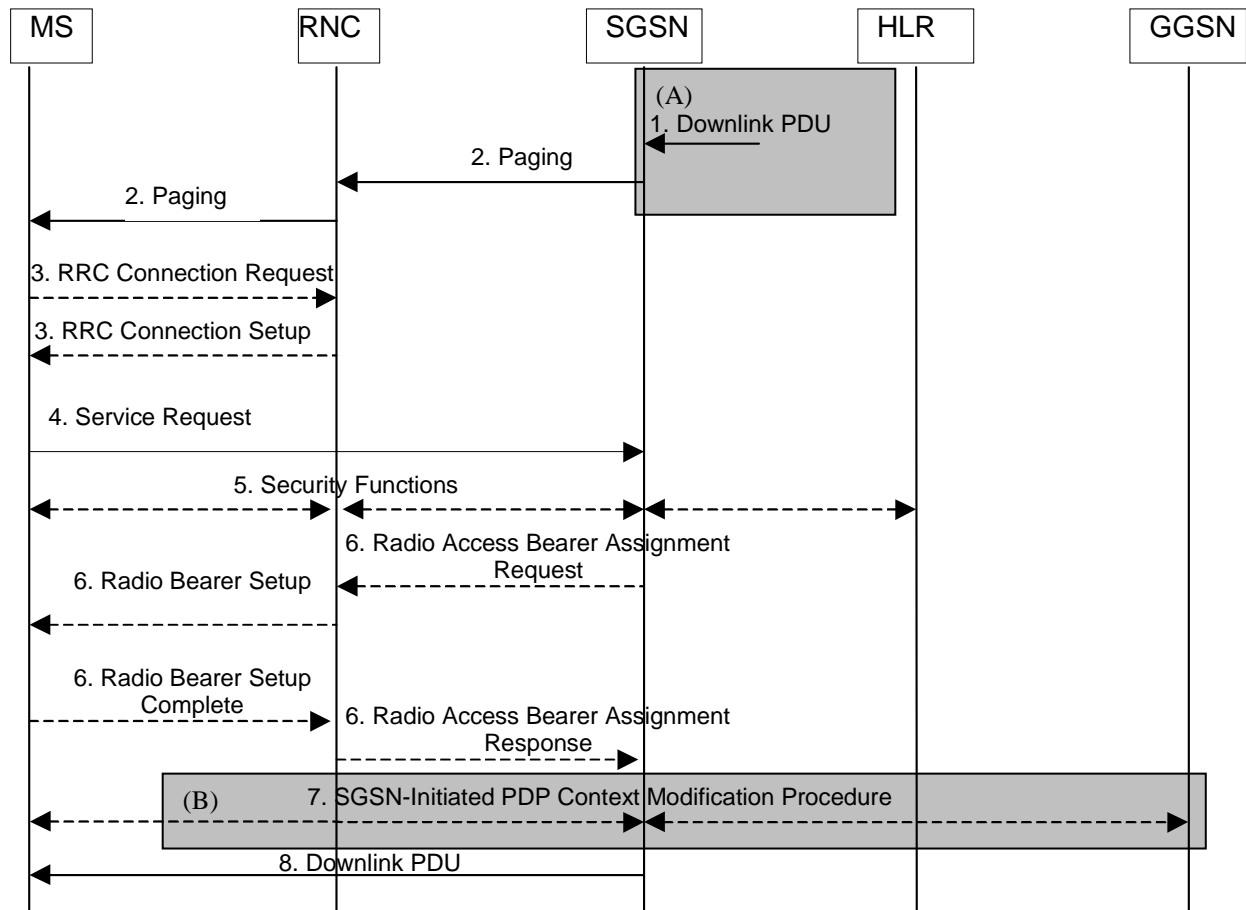 MS
RNC
SGSN
HLR
GGSN
(A)
1. Downlink PDU
2. Paging
2. Paging
3. RRC Connection Request
3. RRC Connection Setup
4. Service Request
5. Security Functions
6. Radio Access Bearer Assignment
Request
6. Radio Bearer Setup
6. Radio Bearer Setup
Complete
6. Radio Access Bearer Assignment
Response
(B)
7. SGSN-Initiated PDP Context Modification Procedure
8. Downlink PDU